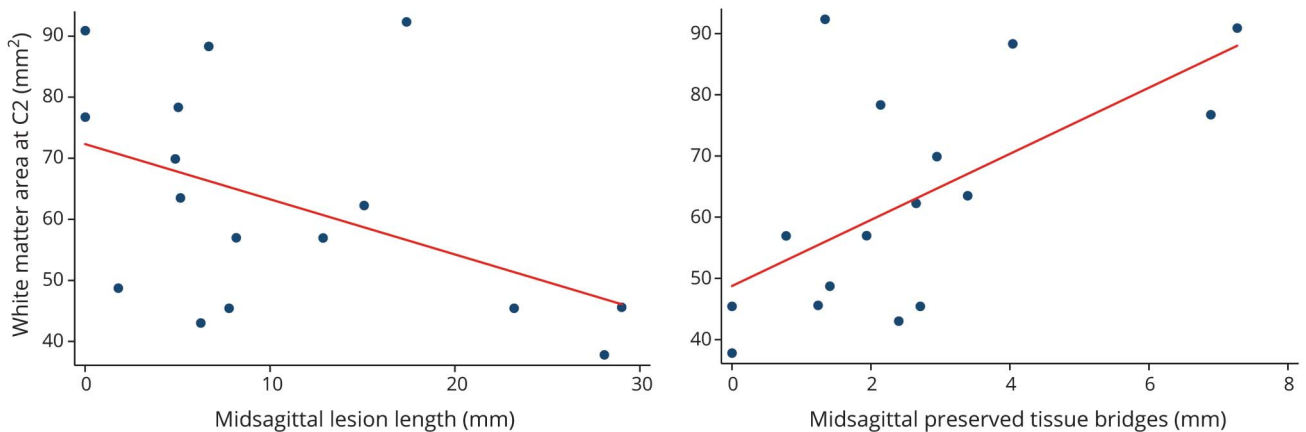 White matter area at C2 (mm²)
90
80
70
60
50
40
0 10 20 30
Midsagittal lesion length (mm)
90
80
70
60
50
40
0 2 4 6 8
Midsagittal preserved tissue bridges (mm)